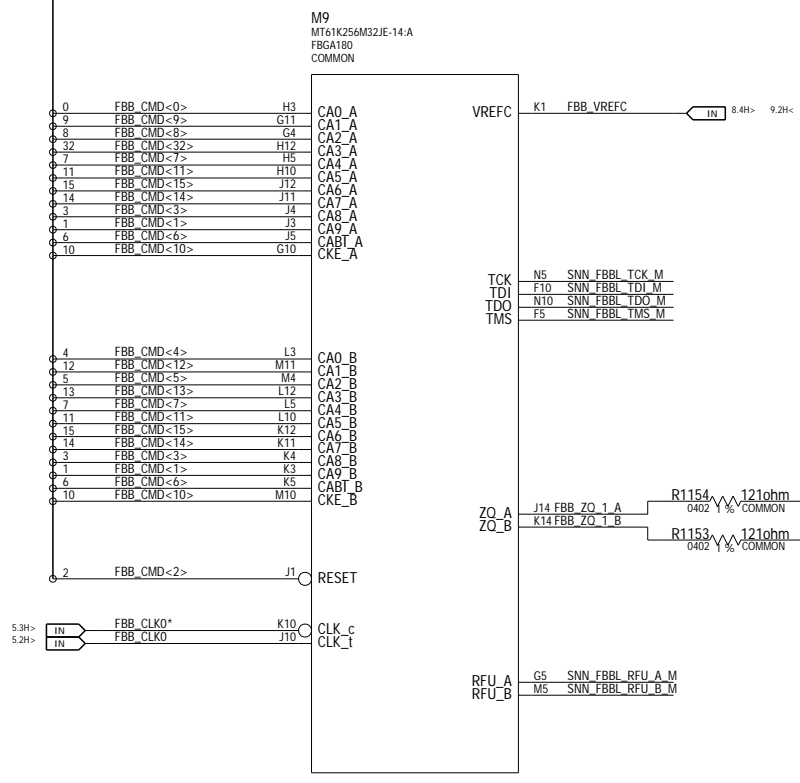 M9
MT61K256M32JE-14:A
FBGA180
COMMON
0 FBB_CMD<0> H3 CA0_A
9 FBB_CMD<9> G11 CA1_A
8 FBB_CMD<8> G4 CA2_A
32 FBB_CMD<32> H12 CA3_A
7 FBB_CMD<7> H5 CA4_A
11 FBB_CMD<11> H10 CA5_A
15 FBB_CMD<15> J12 CA6_A
14 FBB_CMD<14> J11 CA7_A
3 FBB_CMD<3> J4 CA8_A
1 FBB_CMD<1> J3 CA9_A
6 FBB_CMD<6> J5 CABI_A
10 FBB_CMD<10> G10 CKE_A
VREFC K1 FBB_VREFC IN 8.4H> 9.2H<
TCK N5 SNN_FBBL_TCK_M
TDI F10 SNN_FBBL_TDI_M
TDO N10 SNN_FBBL_TDO_M
TMS F5 SNN_FBBL_TMS_M
4 FBB_CMD<4> L3 CA0_B
12 FBB_CMD<12> M11 CA1_B
5 FBB_CMD<5> M4 CA2_B
13 FBB_CMD<13> L12 CA3_B
7 FBB_CMD<7> L5 CA4_B
11 FBB_CMD<11> L10 CA5_B
15 FBB_CMD<15> K12 CA6_B
14 FBB_CMD<14> K11 CA7_B
3 FBB_CMD<3> K4 CA8_B
1 FBB_CMD<1> K3 CA9_B
6 FBB_CMD<6> K5 CABI_B
10 FBB_CMD<10> M10 CKE_B
ZQ_A J14 FBB_ZQ_1_A R1154 121ohm
0402 1 % COMMON
ZQ_B K14 FBB_ZQ_1_B R1153 121ohm
0402 1 % COMMON
2 FBB_CMD<2> J1 RESET
5.3H> IN FBB_CLK0* K10 CLK_c
5.2H> IN FBB_CLK0 J10 CLK_t
RFU_A G5 SNN_FBBL_RFU_A_M
RFU_B M5 SNN_FBBL_RFU_B_M